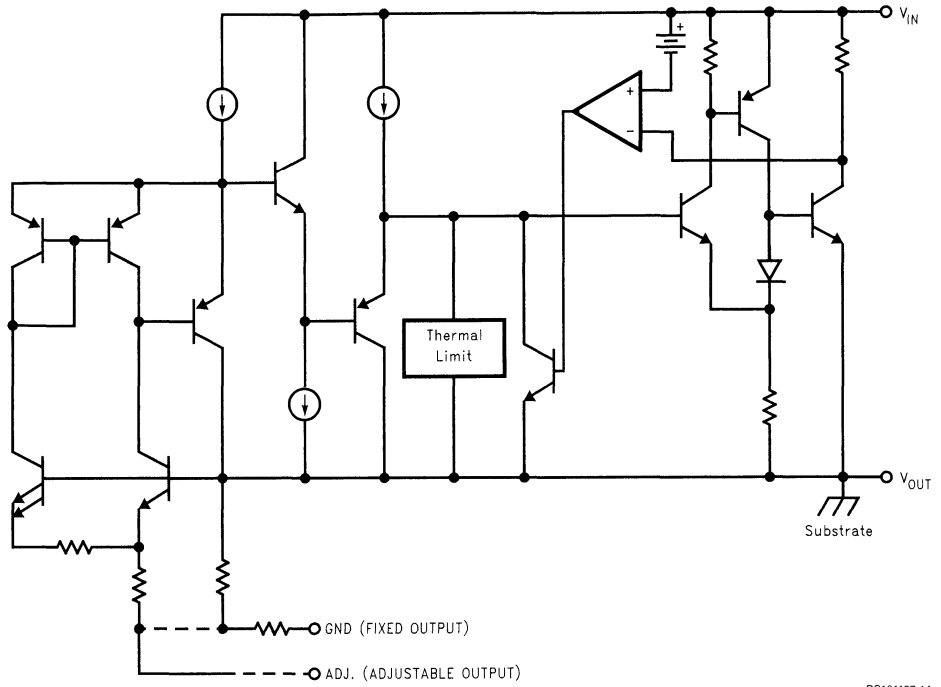 V_IN
+
+
−
Thermal
Limit
V_OUT
Substrate
GND (FIXED OUTPUT)
ADJ. (ADJUSTABLE OUTPUT)